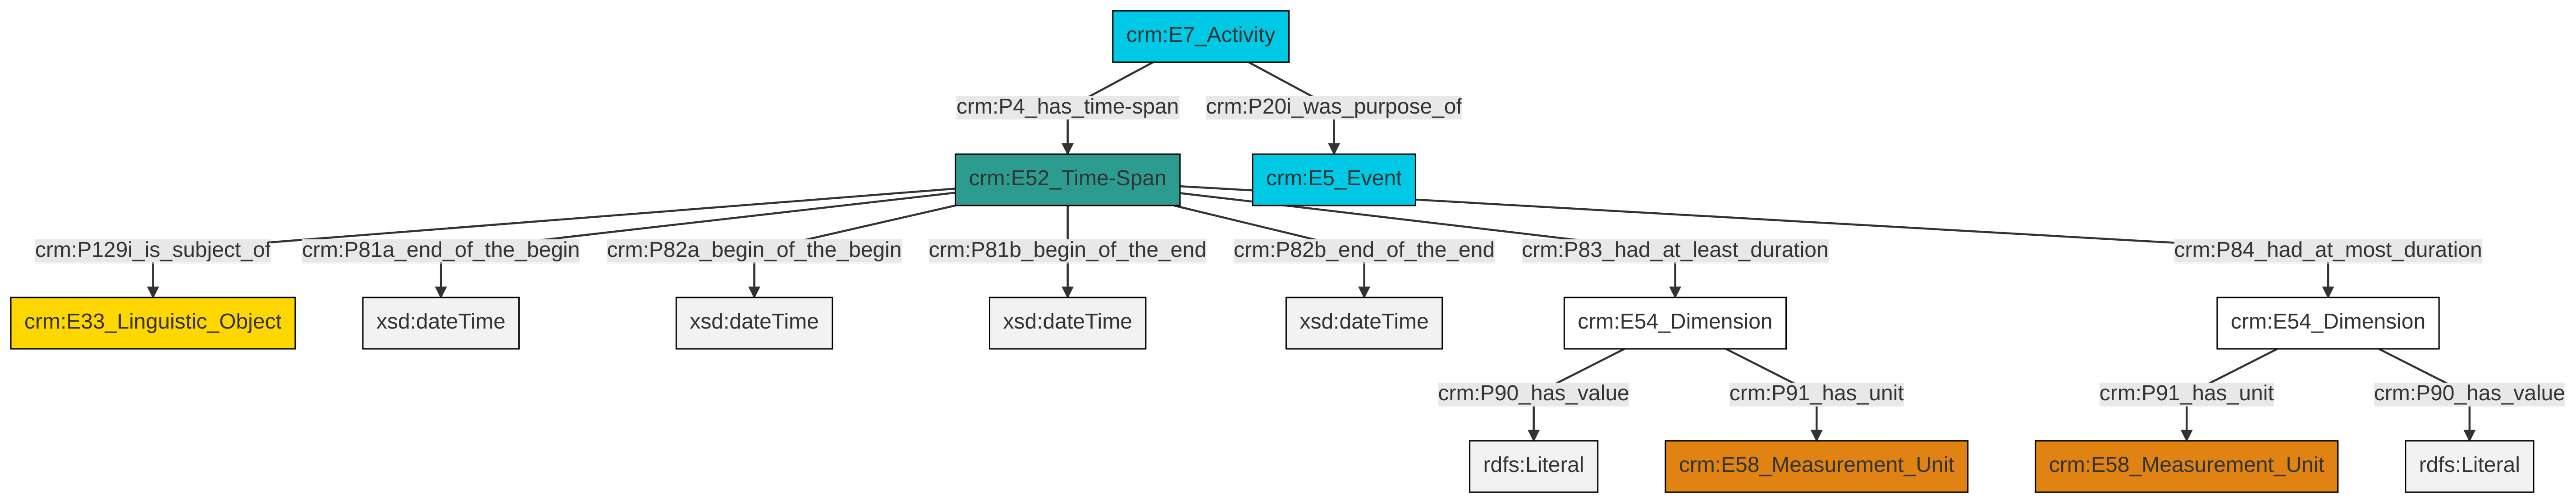 crm:E7_Activity
crm:P4_has_time-span
crm:P20i_was_purpose_of
crm:E52_Time-Span
crm:E5_Event
crm:P129i_is_subject_of
crm:P81a_end_of_the_begin
crm:P82a_begin_of_the_begin
crm:P81b_begin_of_the_end
crm:P82b_end_of_the_end
crm:P83_had_at_least_duration
crm:P84_had_at_most_duration
crm:E33_Linguistic_Object
xsd:dateTime
xsd:dateTime
xsd:dateTime
xsd:dateTime
crm:E54_Dimension
crm:E54_Dimension
crm:P90_has_value
crm:P91_has_unit
crm:P91_has_unit
crm:P90_has_value
rdfs:Literal
crm:E58_Measurement_Unit
crm:E58_Measurement_Unit
rdfs:Literal